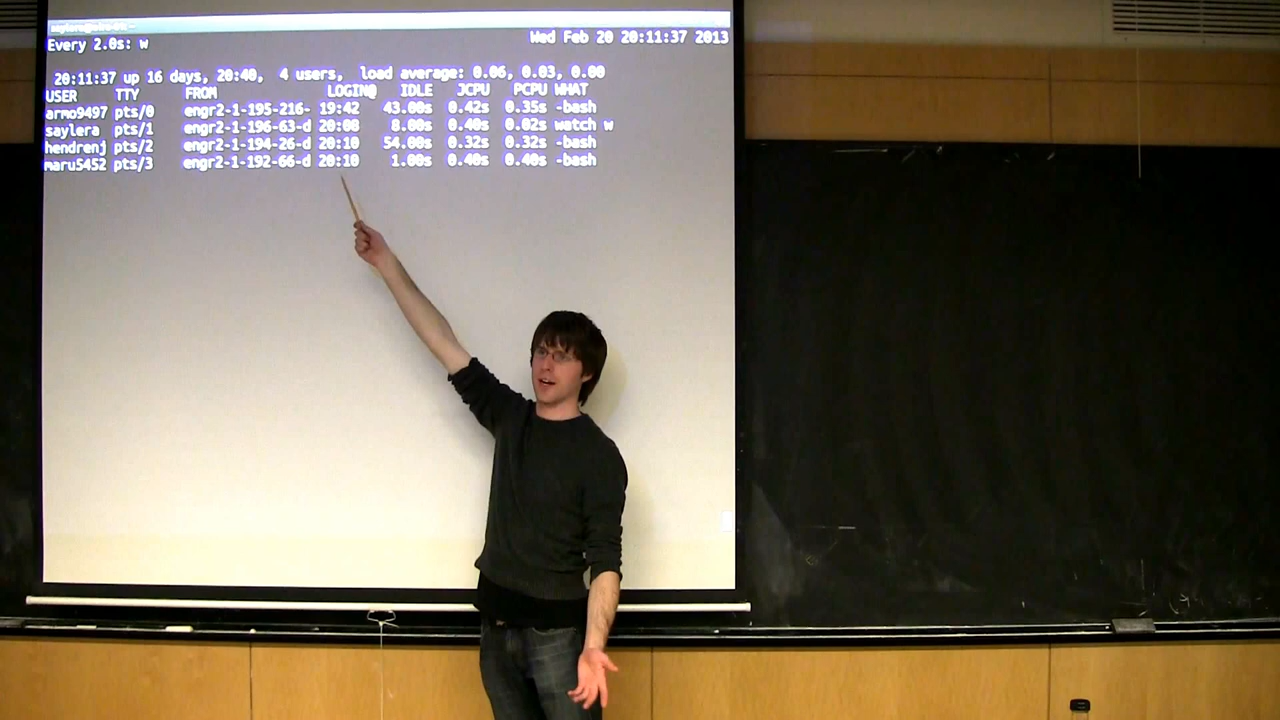 Every 2.0s: w Wed Feb 20 20:11:37 2013
20:11:37 up 16 days, 20:40, 4 users, load average: 0.06, 0.03, 0.00
USER TTY FROM LOGIN@ IDLE JCPU PCPU WHAT
armo9497 pts/0 engr2-1-195-216- 19:42 43.00s 0.42s 0.35s -bash
saylera pts/1 engr2-1-196-63-d 20:08 8.00s 0.40s 0.02s watch w
hendrenj pts/2 engr2-1-194-26-d 20:10 54.00s 0.32s 0.32s -bash
maru5452 pts/3 engr2-1-192-66-d 20:10 1.00s 0.40s 0.40s -bash